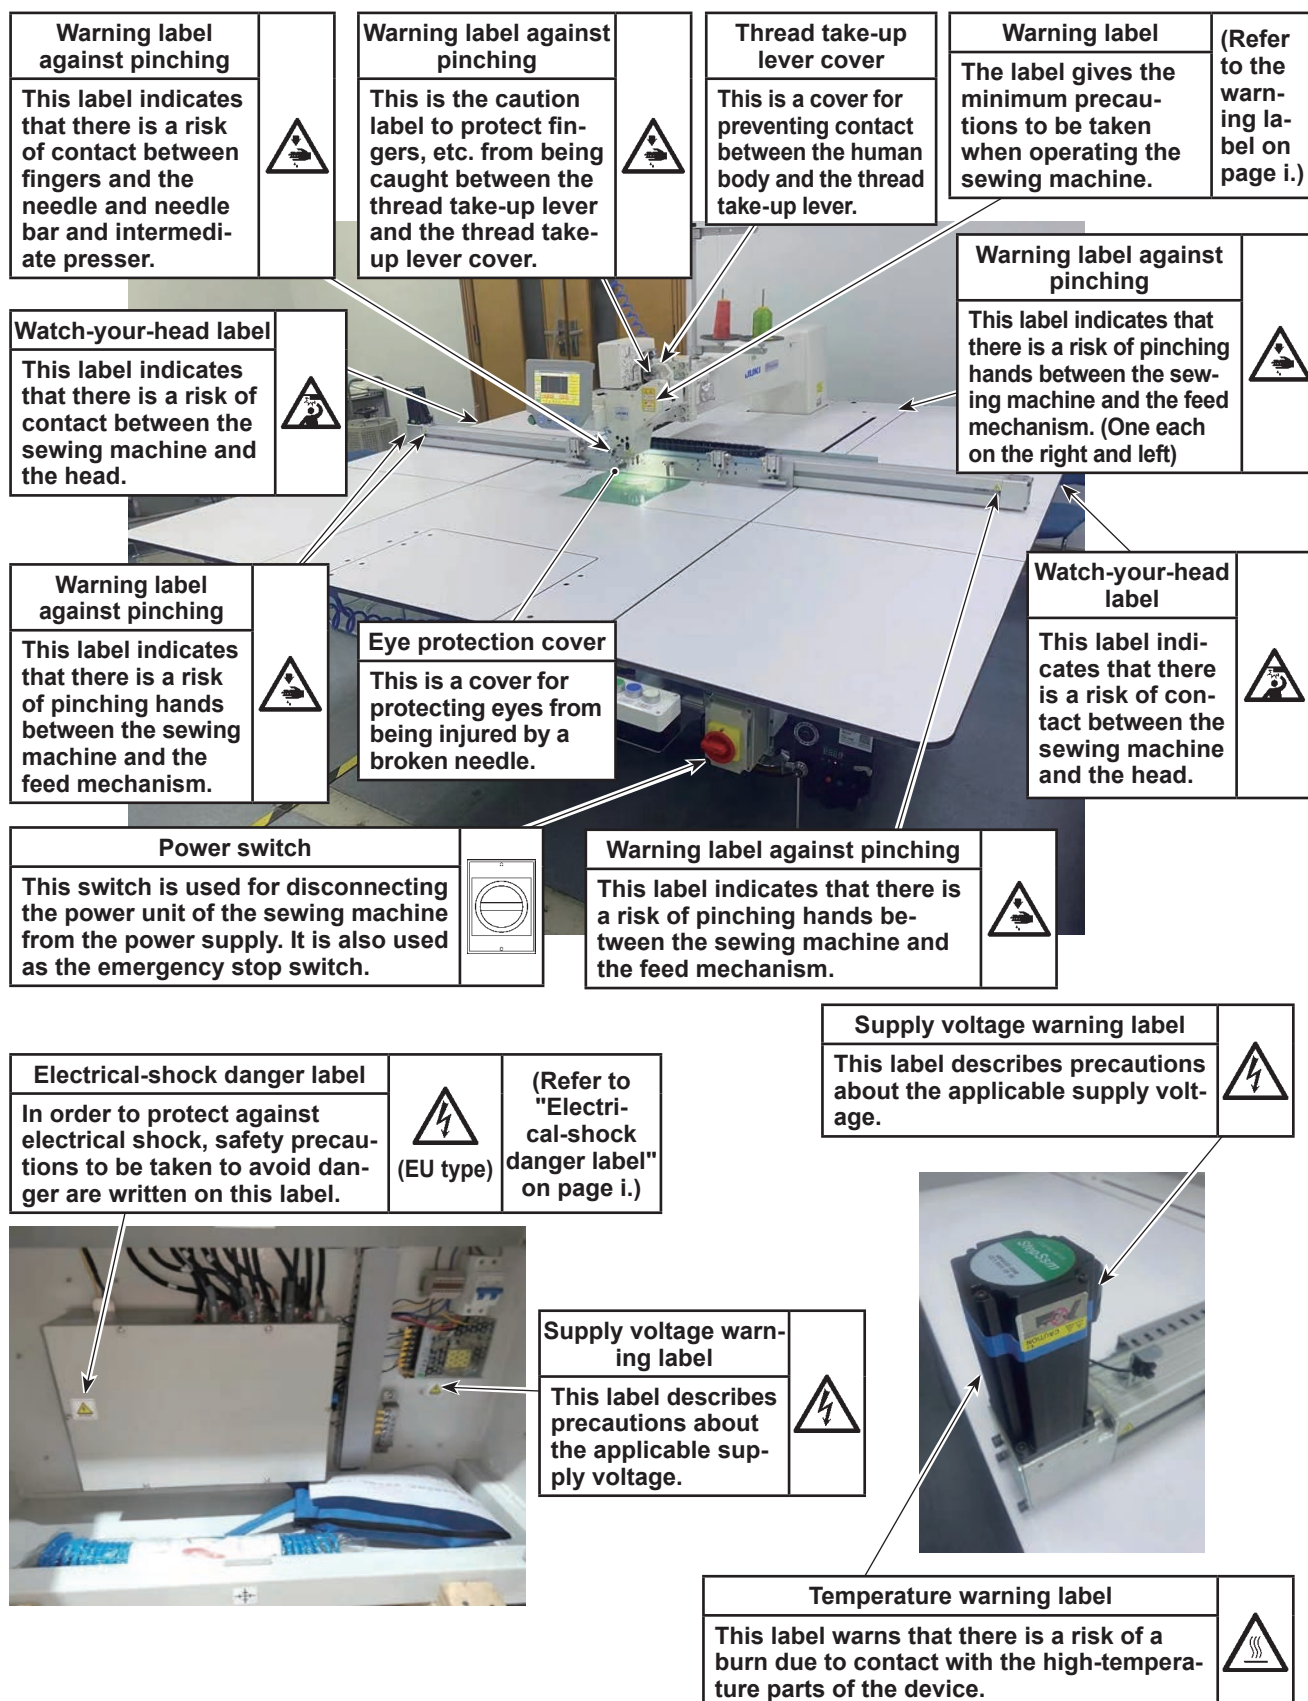 Warning label
against pinching
This label indicates
that there is a risk
of contact between
fingers and the
needle and needle
bar and intermedi-
ate presser.
Warning label against
pinching
This is the caution
label to protect fin-
gers, etc. from being
caught between the
thread take-up lever
and the thread take-
up lever cover.
Thread take-up
lever cover
This is a cover for
preventing contact
between the human
body and the thread
take-up lever.
Warning label
The label gives the
minimum precau-
tions to be taken
when operating the
sewing machine.
(Refer
to the
warn-
ing la-
bel on
page i.)
Watch-your-head label
This label indicates
that there is a risk of
contact between the
sewing machine and
the head.
Warning label against
pinching
This label indicates that
there is a risk of pinching
hands between the sew-
ing machine and the feed
mechanism. (One each
on the right and left)
JUKI
Warning label
against pinching
This label indicates
that there is a risk
of pinching hands
between the sewing
machine and the
feed mechanism.
Eye protection cover
This is a cover for
protecting eyes from
being injured by a
broken needle.
Watch-your-head
label
This label indi-
cates that there
is a risk of con-
tact between the
sewing machine
and the head.
Power switch
This switch is used for disconnecting
the power unit of the sewing machine
from the power supply. It is also used
as the emergency stop switch.
Warning label against pinching
This label indicates that there is
a risk of pinching hands be-
tween the sewing machine and
the feed mechanism.
Electrical-shock danger label
In order to protect against
electrical shock, safety precau-
tions to be taken to avoid dan-
ger are written on this label.
(EU type)
(Refer to
"Electri-
cal-shock
danger label"
on page i.)
Supply voltage warning label
This label describes precautions
about the applicable supply volt-
age.
Supply voltage warn-
ing label
This label describes
precautions about
the applicable sup-
ply voltage.
CAUTION
Temperature warning label
This label warns that there is a risk of a
burn due to contact with the high-tempera-
ture parts of the device.